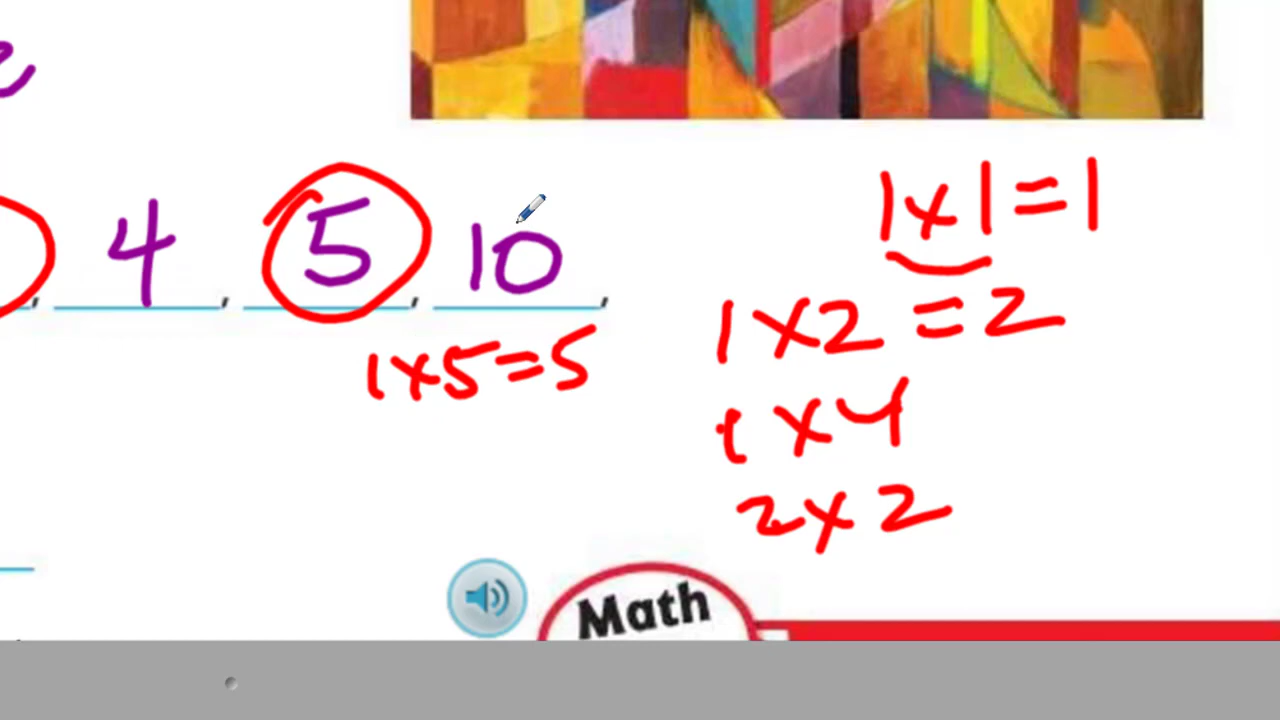 1x1=1
, 4 , 5 , 10 ,
1x2=2
1x5=5
1x4
2x2
Math